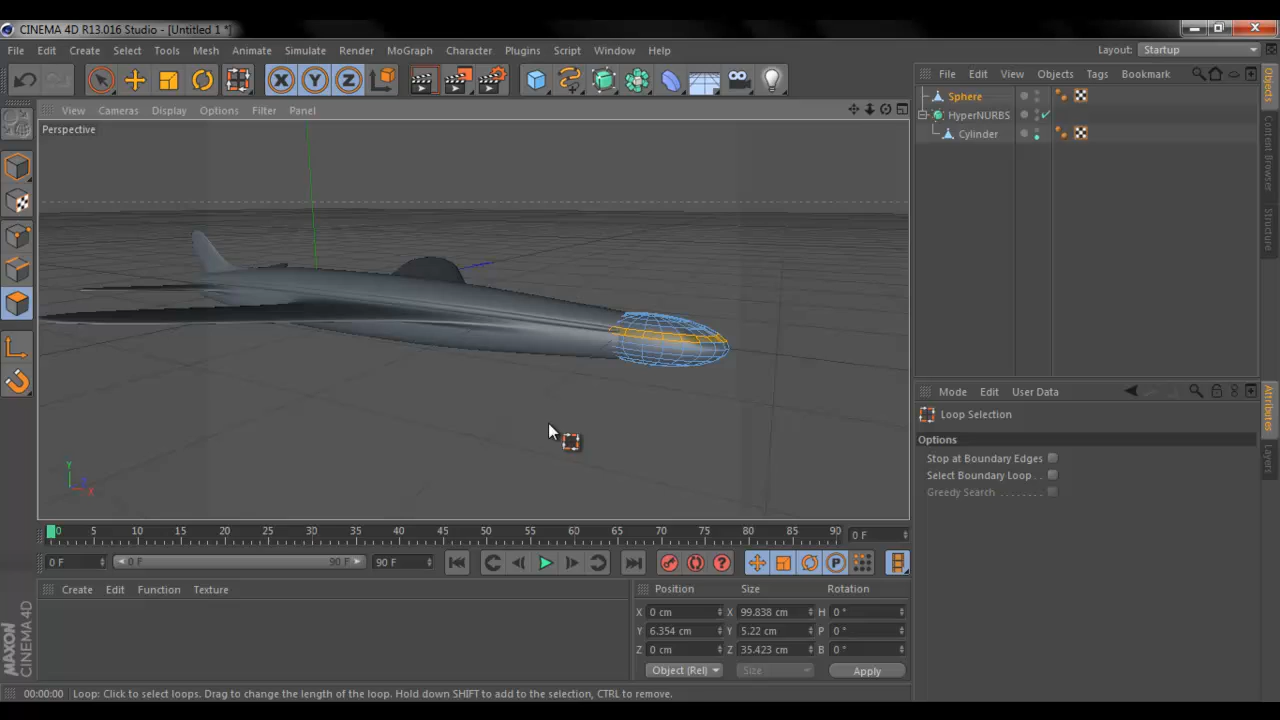 CINEMA 4D R13.016 Studio - [Untitled 1 *]
File Edit Create Select Tools Mesh Animate Simulate Render MoGraph Character Plugins Script Window Help
Layout: Startup
View Cameras Display Options Filter Panel
Perspective
Y
X
File Edit View Objects Tags Bookmark
Sphere
HyperNURBS
Cylinder
Objects
Content Browser
Structure
Mode Edit User Data
Loop Selection
Options
Stop at Boundary Edges
Select Boundary Loop . .
Greedy Search . . . . . . . .
Attributes
Layers
0 5 10 15 20 25 30 35 40 45 50 55 60 65 70 75 80 85 90 0 F
0 F 0 F 90 F 90 F
Create Edit Function Texture
Position Size Rotation
X 0 cm X 99.838 cm H 0 °
Y 6.354 cm Y 5.22 cm P 0 °
Z 0 cm Z 35.423 cm B 0 °
Object (Rel) Size Apply
MAXON
CINEMA 4D
00:00:00 Loop: Click to select loops. Drag to change the length of the loop. Hold down SHIFT to add to the selection, CTRL to remove.